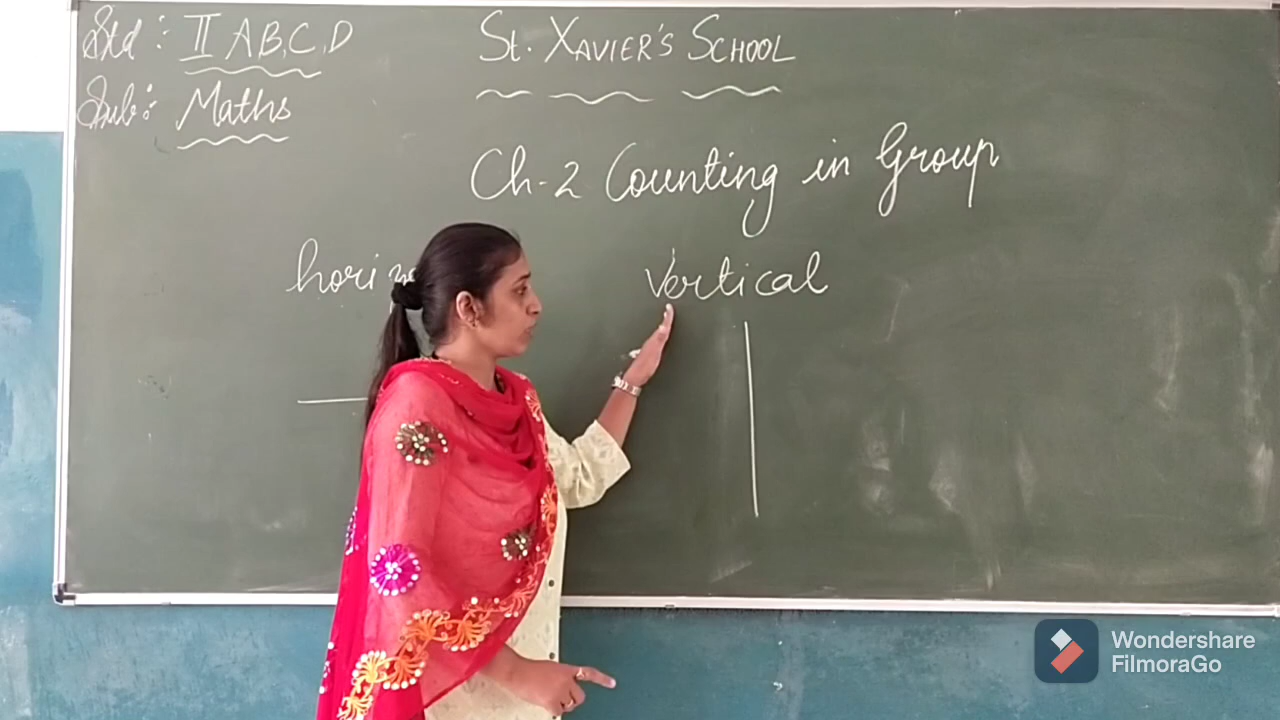 Std: II A B, C, D
St. XAVIER'S SCHOOL
Sub: Maths
Ch-2 Counting in Group
Vertical
Wondershare
FilmoraGo